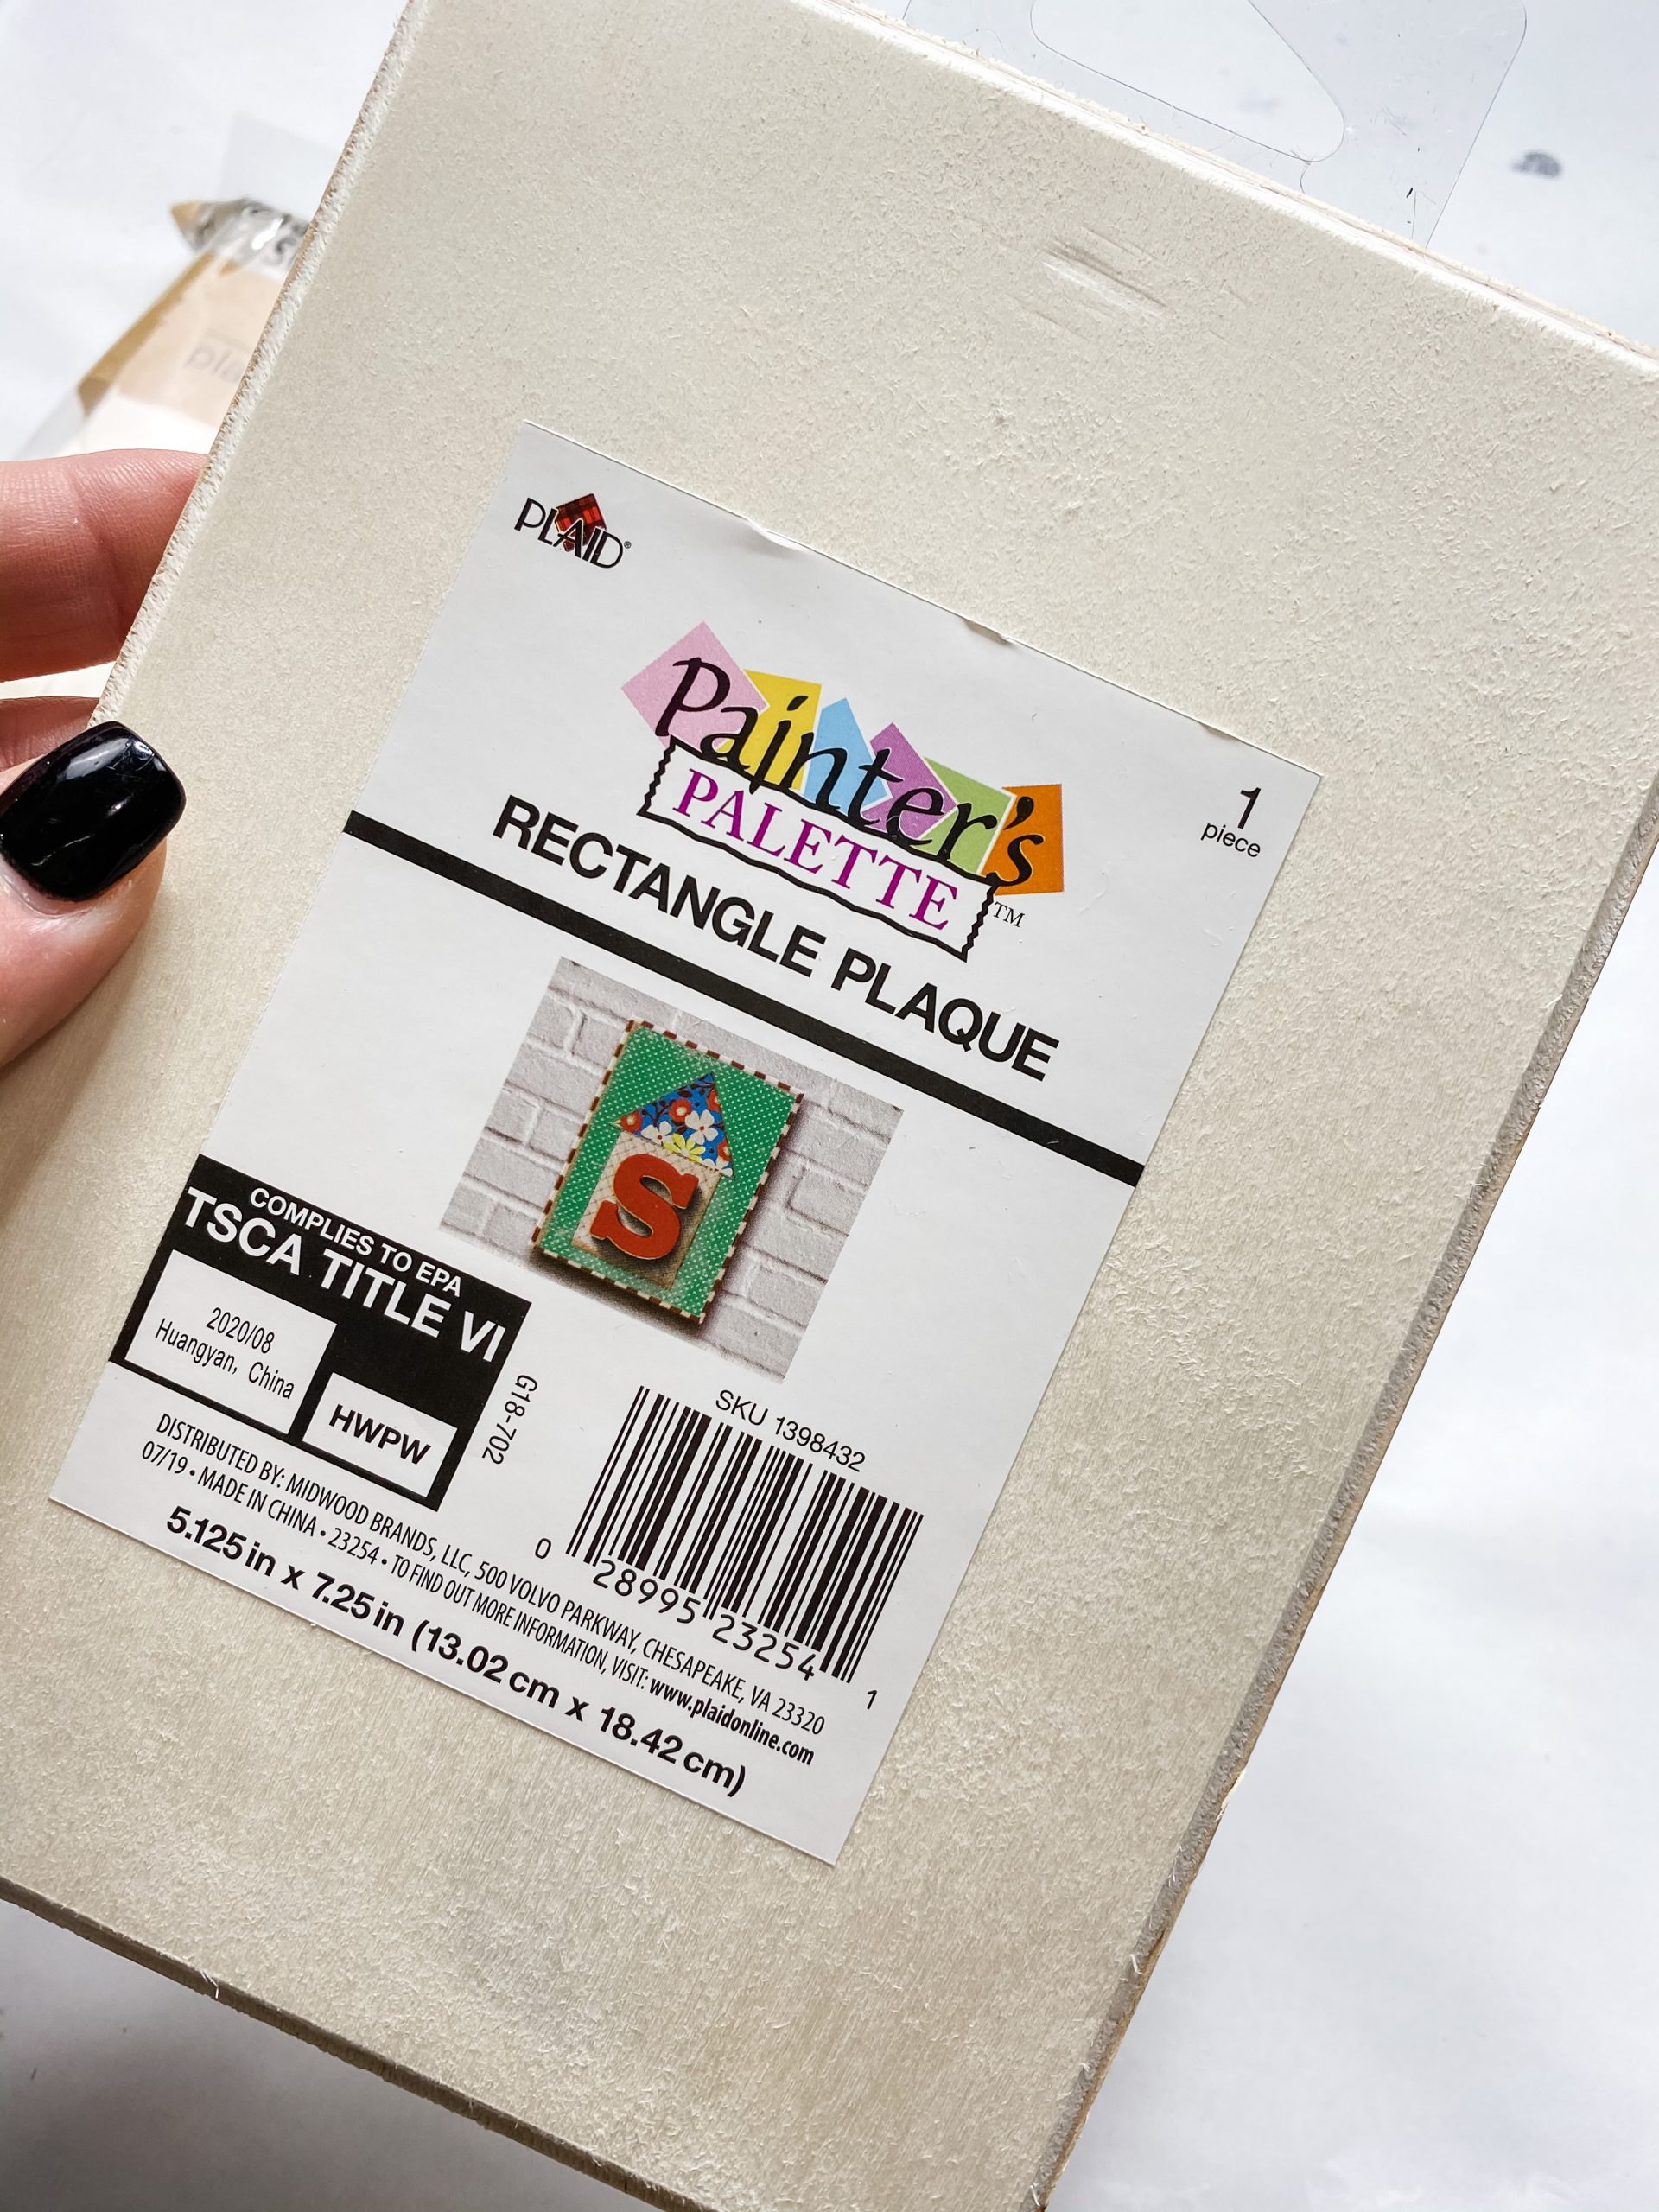 PLAID®
Painter's
PALETTE™
1
piece
RECTANGLE PLAQUE
S
COMPLIES TO EPA
TSCA TITLE VI
2020/08
Huangyan, China
HWPW
G18-702
SKU 1398432
0 28995 23254 1
DISTRIBUTED BY: MIDWOOD BRANDS, LLC, 500 VOLVO PARKWAY, CHESAPEAKE, VA 23320
07/19 • MADE IN CHINA • 23254 • TO FIND OUT MORE INFORMATION, VISIT: www.plaidonline.com
5.125 in x 7.25 in (13.02 cm x 18.42 cm)